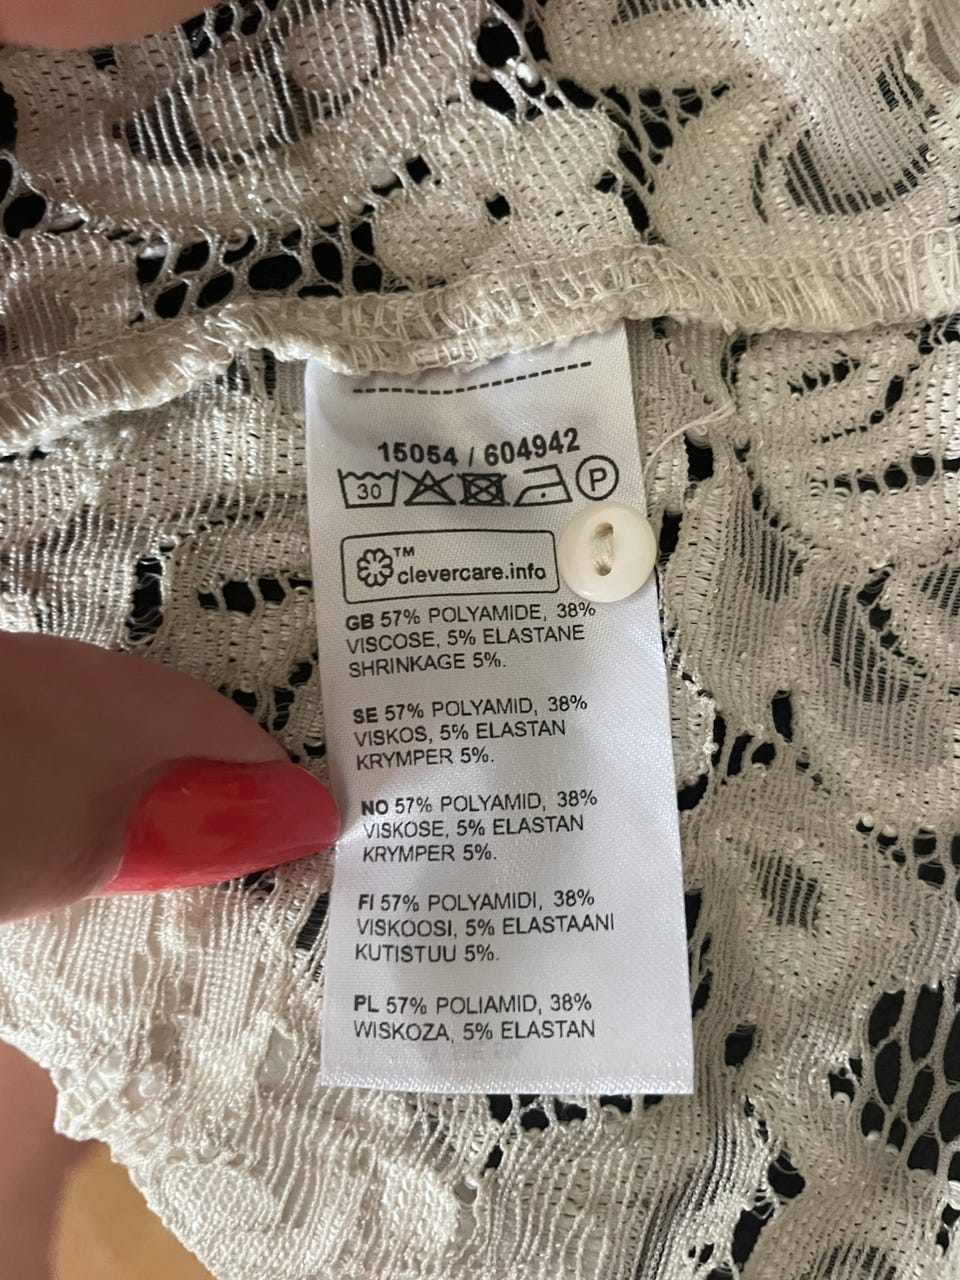 15054 / 604942
30 P
TM
clevercare.info
GB 57% POLYAMIDE, 38%
VISCOSE, 5% ELASTANE
SHRINKAGE 5%.
SE 57% POLYAMID, 38%
VISKOS, 5% ELASTAN
KRYMPER 5%.
NO 57% POLYAMID, 38%
VISKOSE, 5% ELASTAN
KRYMPER 5%.
FI 57% POLYAMIDI, 38%
VISKOOSI, 5% ELASTAANI
KUTISTUU 5%.
PL 57% POLIAMID, 38%
WISKOZA, 5% ELASTAN